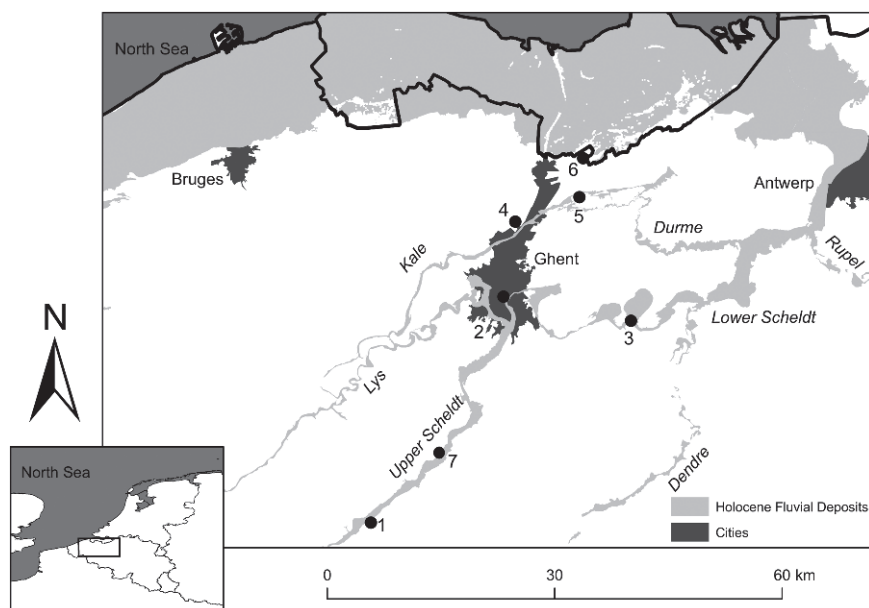 North Sea
Bruges
6
Antwerp
4
5
Durme
Kale
Ghent
Rupel
N
Lower Scheldt
2
3
Lys
Upper Scheldt
7
Dendre
North Sea
Holocene Fluvial Deposits
1
Cities
0 30 60 km